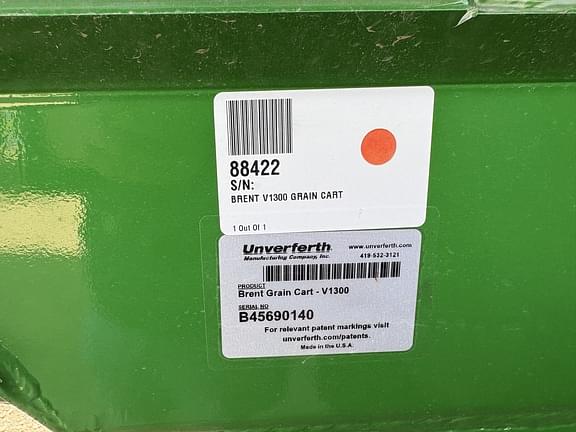 88422
S/N:
BRENT V1300 GRAIN CART
1 Out Of 1
Unverferth www.unverferth.com
Manufacturing Company, Inc. 419-532-3121
PRODUCT
Brent Grain Cart - V1300
SERIAL NO
B45690140
For relevant patent markings visit
unverferth.com/patents.
Made in the U.S.A.